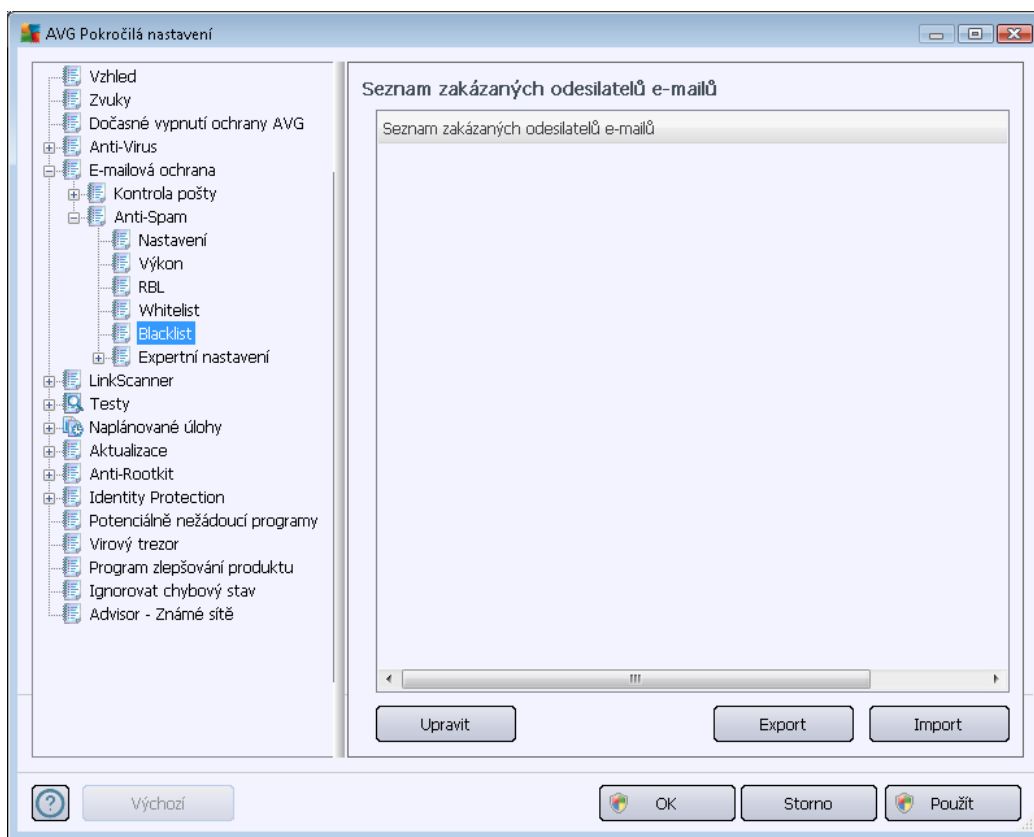 AVG Pokročilá nastavení
Vzhled
Zvuky
Dočasné vypnutí ochrany AVG
Anti-Virus
E-mailová ochrana
Kontrola pošty
Anti-Spam
Nastavení
Výkon
RBL
Whitelist
Blacklist
Expertní nastavení
LinkScanner
Testy
Naplánované úlohy
Aktualizace
Anti-Rootkit
Identity Protection
Potenciálně nežádoucí programy
Virový trezor
Program zlepšování produktu
Ignorovat chybový stav
Advisor - Známé sítě
Seznam zakázaných odesilatelů e-mailů
Seznam zakázaných odesilatelů e-mailů
Upravit
Export
Import
Výchozí
OK
Storno
Použít